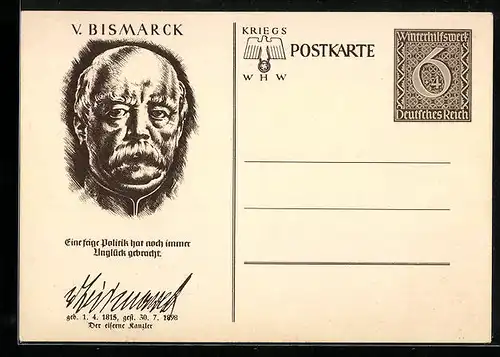 V. BISMARCK
Eine feige Politik hat noch immer
Unglück gebracht.
v Bismarck
geb. 1. 4. 1815, gest. 30. 7. 1898
Der eiserne Kanzler
KRIEGS
POSTKARTE
W H W
Winterhilfswerk
6
Deutsches Reich